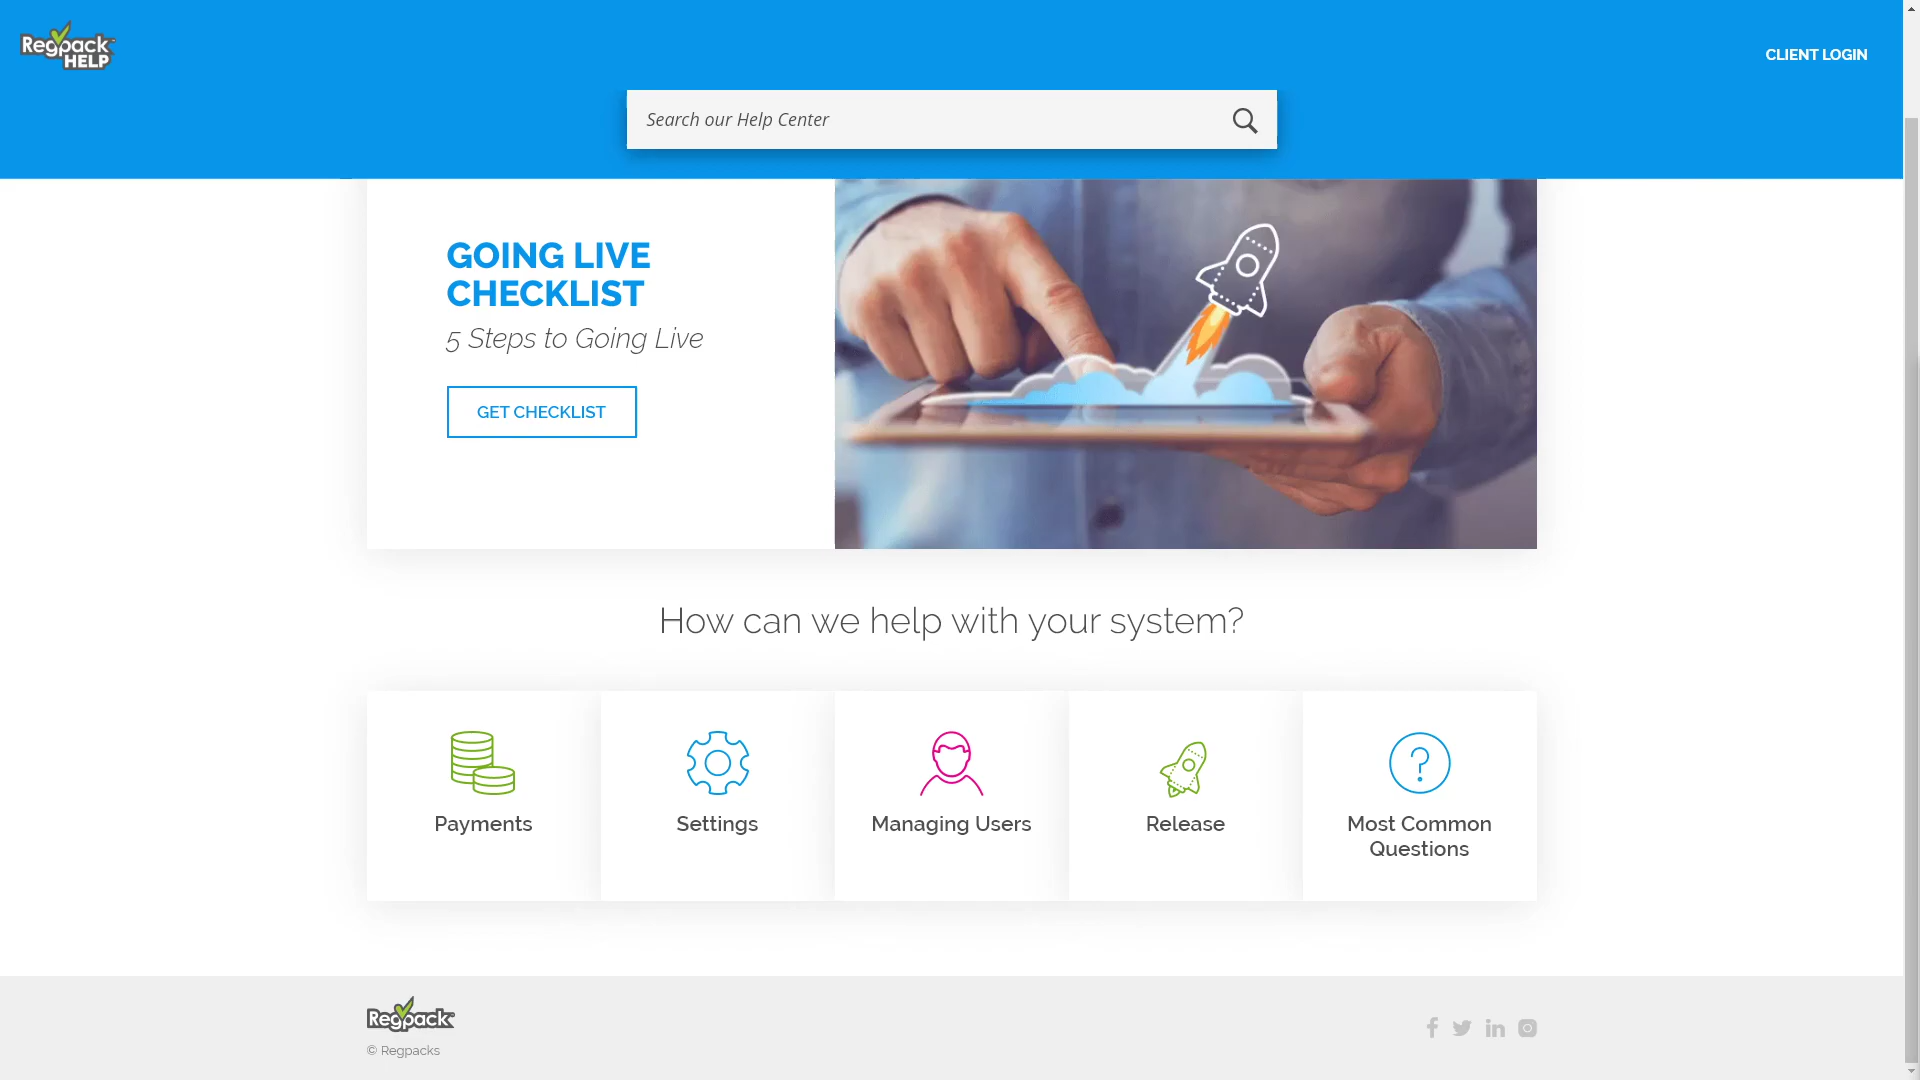 Regpack
HELP
CLIENT LOGIN
Search our Help Center
GOING LIVE
CHECKLIST
5 Steps to Going Live
GET CHECKLIST
How can we help with your system?
Payments
Settings
Managing Users
Release
Most Common
Questions
Regpack
© Regpacks